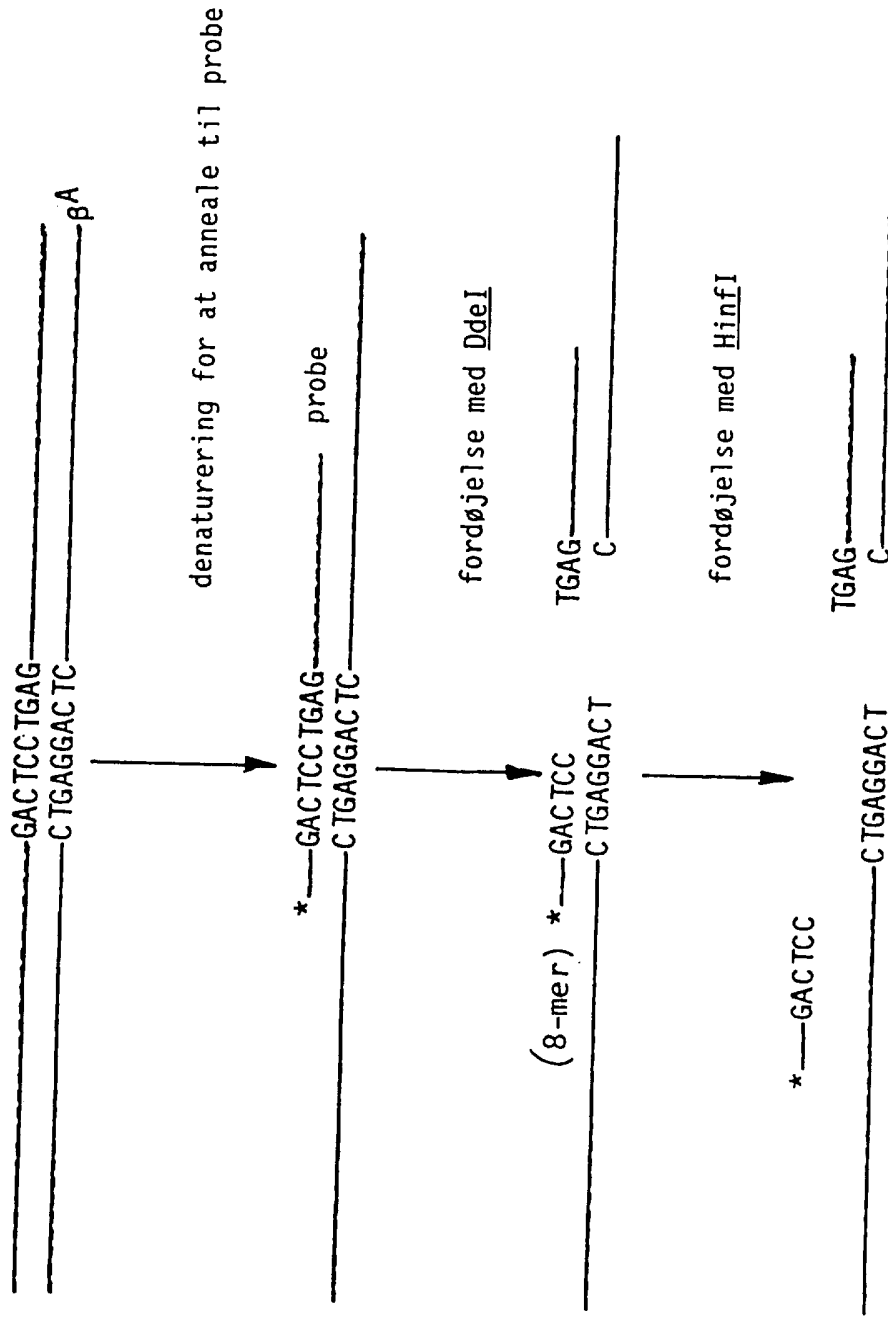 GACTCCTGAG
CTGAGGACTC
βA
denaturering for at anneale til probe
*
GACTCCTGAG
probe
CTGAGGACTC
fordøjelse med DdeI
(8-mer) *
GACTCC
TGAG
CTGAGGACT
C
fordøjelse med HinfI
*
GACTCC
TGAG
CTGAGGACT
C